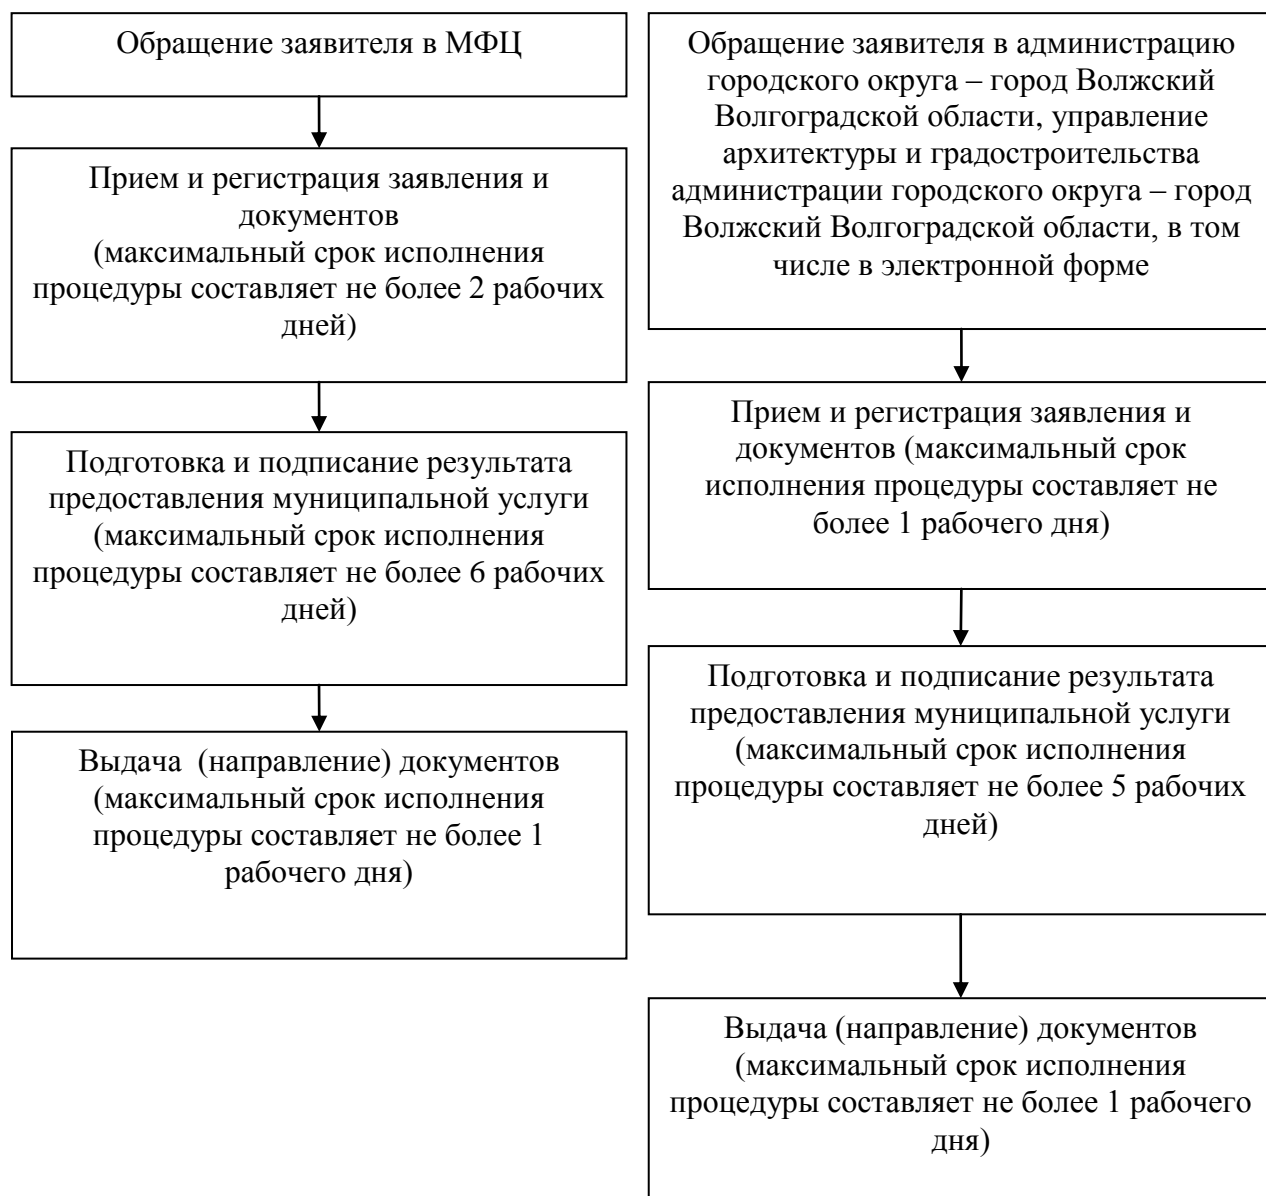 Обращение заявителя в МФЦ
Прием и регистрация заявления и
документов
(максимальный срок исполнения
процедуры составляет не более 2 рабочих
дней)
Подготовка и подписание результата
предоставления муниципальной услуги
(максимальный срок исполнения
процедуры составляет не более 6 рабочих
дней)
Выдача  (направление) документов
(максимальный срок исполнения
процедуры составляет не более 1
рабочего дня)
Обращение заявителя в администрацию
городского округа – город Волжский
Волгоградской области, управление
архитектуры и градостроительства
администрации городского округа – город
Волжский Волгоградской области, в том
числе в электронной форме
Прием и регистрация заявления и
документов (максимальный срок
исполнения процедуры составляет не
более 1 рабочего дня)
Подготовка и подписание результата
предоставления муниципальной услуги
(максимальный срок исполнения
процедуры составляет не более 5 рабочих
дней)
Выдача (направление) документов
(максимальный срок исполнения
процедуры составляет не более 1 рабочего
дня)